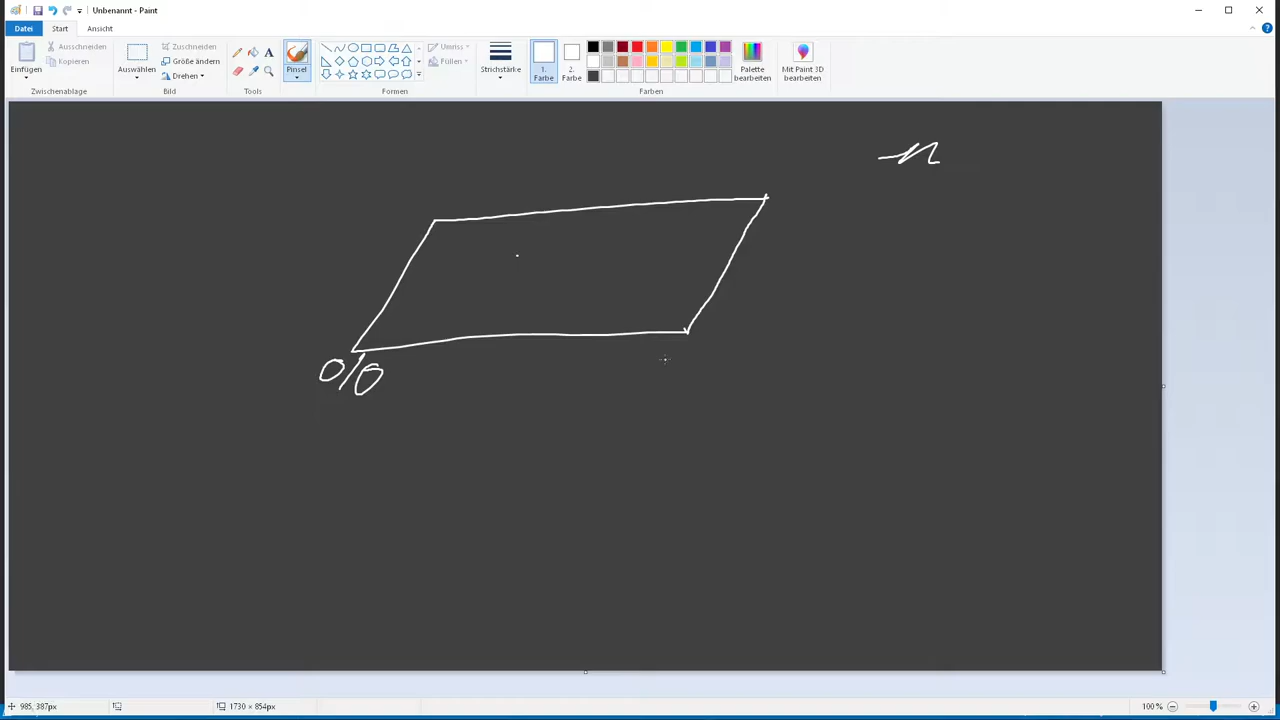 Unbenannt - Paint
Datei Start Ansicht
Einfügen
Ausschneiden
Kopieren
Zwischenablage
Auswählen
Zuschneiden
Größe ändern
Drehen
Bild
Tools
Pinsel
Formen
Umriss
Füllen
Strichstärke
1. Farbe
2. Farbe
Palette bearbeiten
Mit Paint 3D bearbeiten
Farben
0/0
985, 387px
1730 × 854px
100 %